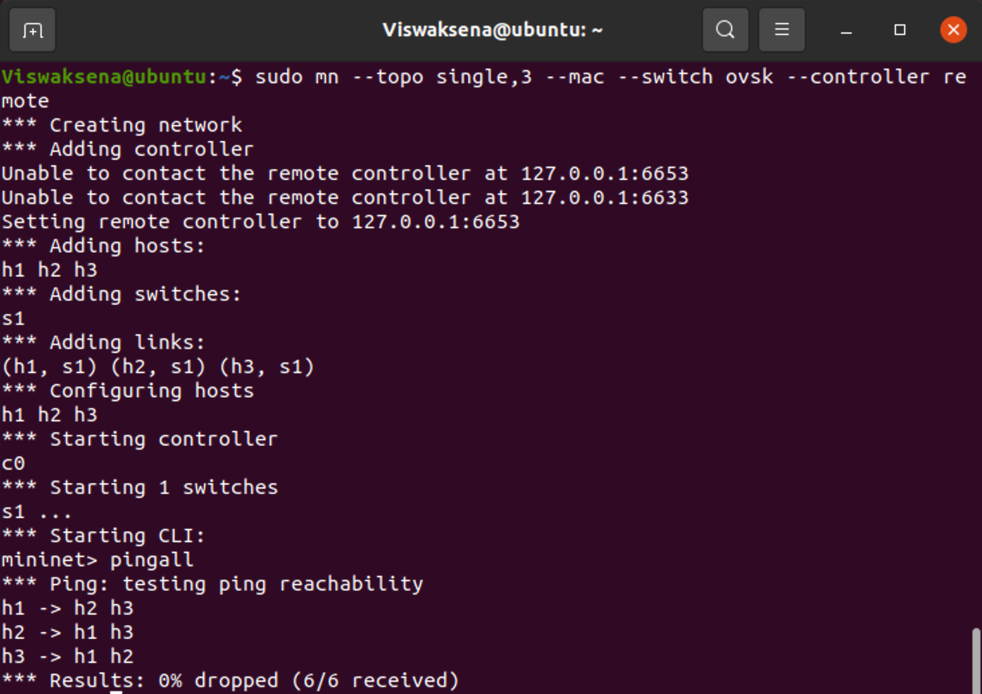 Viswaksena@ubuntu: ~
Viswaksena@ubuntu:~$ sudo mn --topo single,3 --mac --switch ovsk --controller re
mote
*** Creating network
*** Adding controller
Unable to contact the remote controller at 127.0.0.1:6653
Unable to contact the remote controller at 127.0.0.1:6633
Setting remote controller to 127.0.0.1:6653
*** Adding hosts:
h1 h2 h3
*** Adding switches:
s1
*** Adding links:
(h1, s1) (h2, s1) (h3, s1)
*** Configuring hosts
h1 h2 h3
*** Starting controller
c0
*** Starting 1 switches
s1 ...
*** Starting CLI:
mininet> pingall
*** Ping: testing ping reachability
h1 -> h2 h3
h2 -> h1 h3
h3 -> h1 h2
*** Results: 0% dropped (6/6 received)